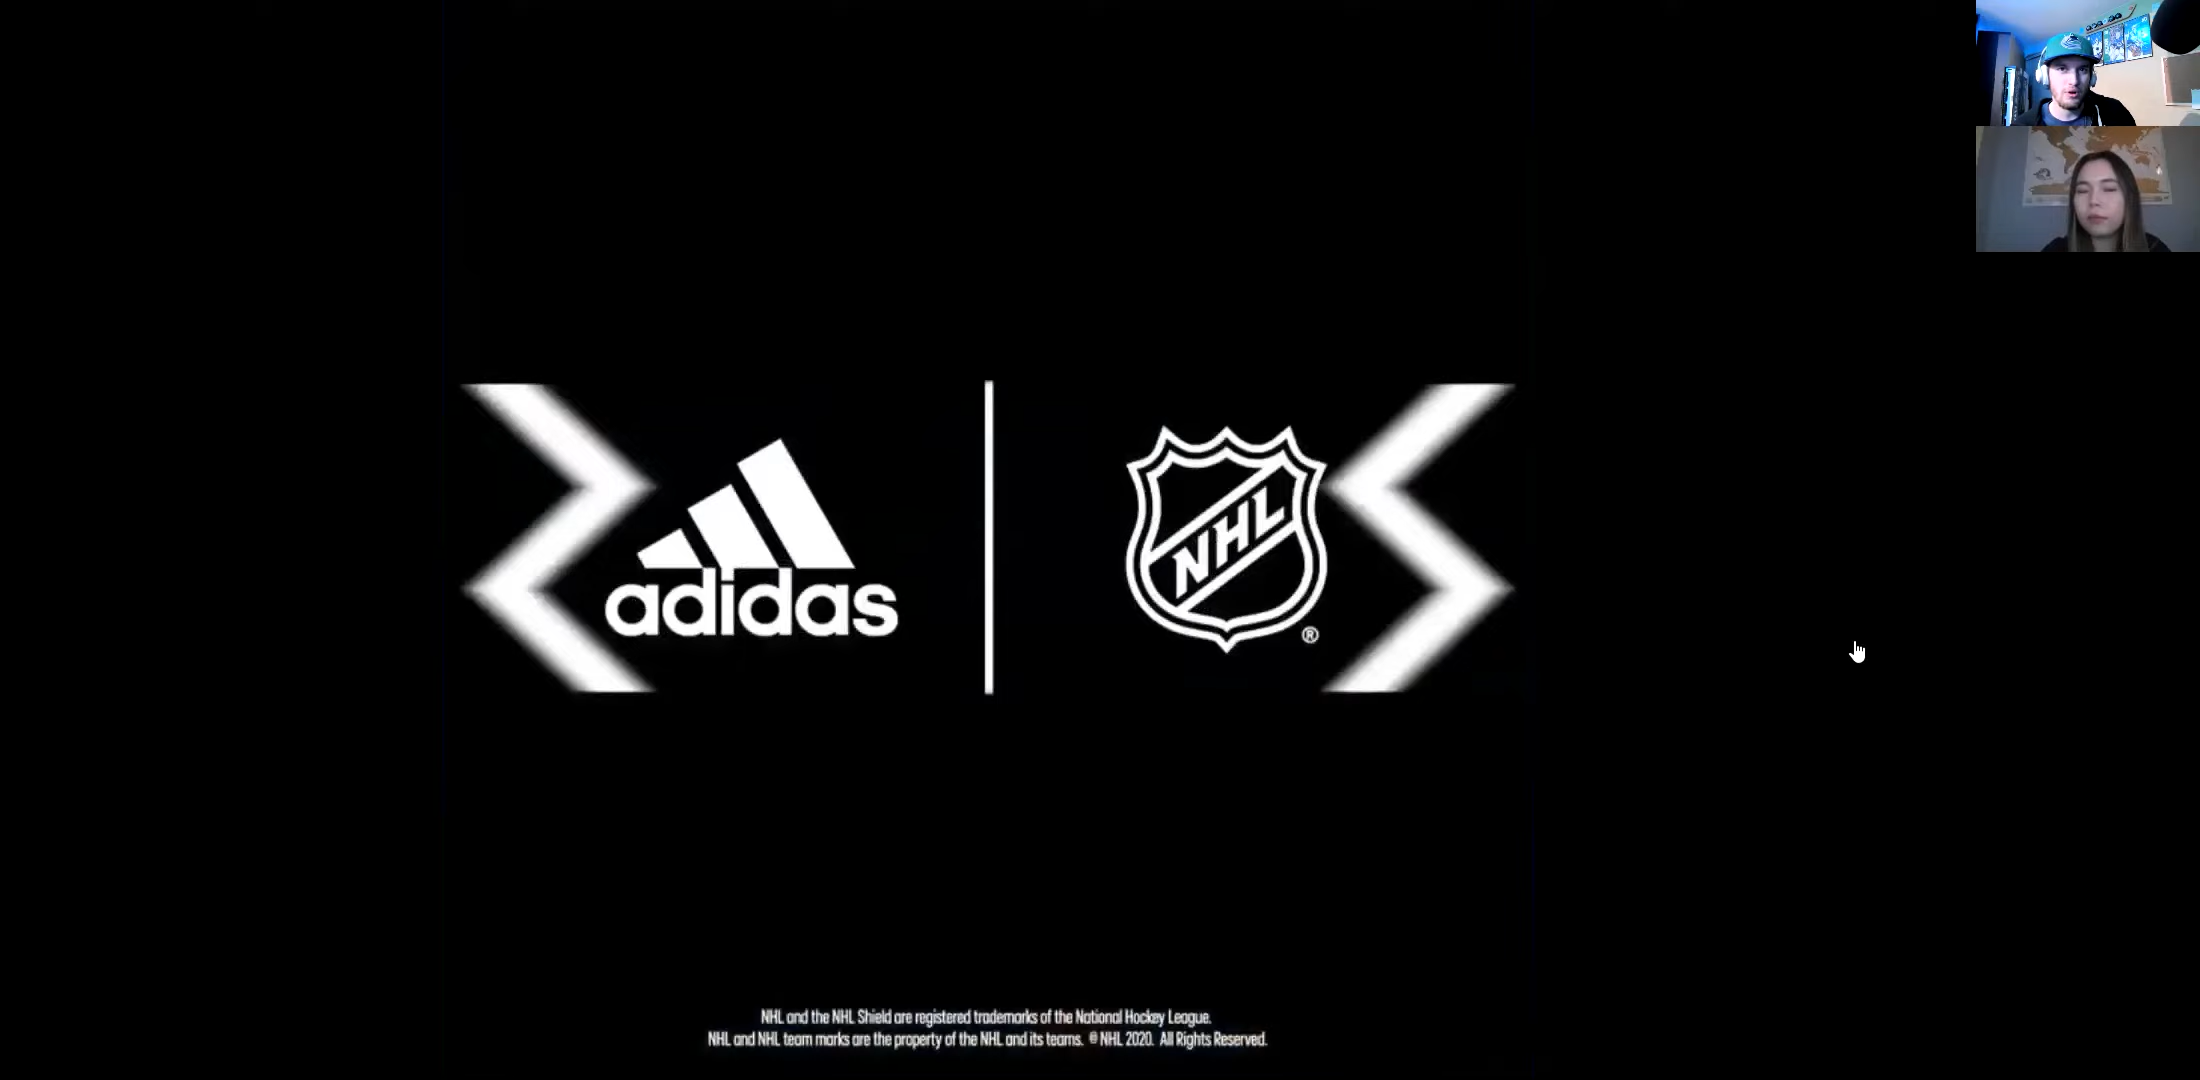 adidas
NHL
®
NHL and the NHL Shield are registered trademarks of the National Hockey League.
NHL and NHL team marks are the property of the NHL and its teams. © NHL 2020. All Rights Reserved.